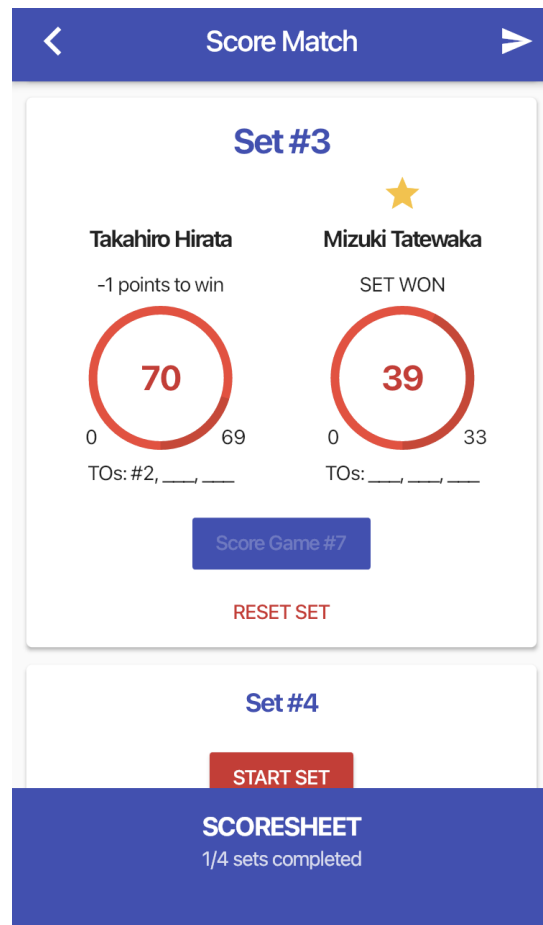 Score Match
Set #3
Takahiro Hirata
Mizuki Tatewaka
-1 points to win
SET WON
70
39
0
69
0
33
TOs: #2, ___, ___
TOs: ___, ___, ___
Score Game #7
RESET SET
Set #4
START SET
SCORESHEET
1/4 sets completed